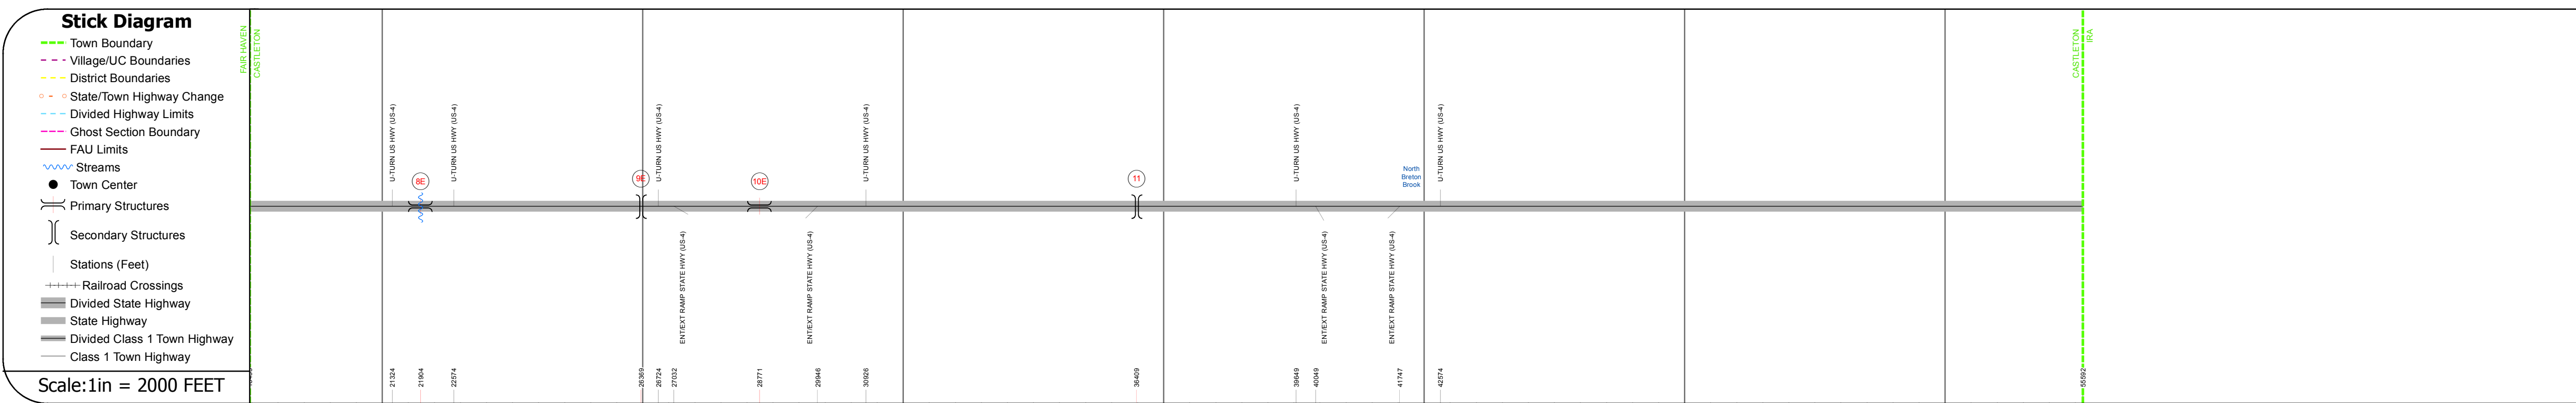 Stick Diagram
Town Boundary
Village/UC Boundaries
District Boundaries
State/Town Highway Change
Divided Highway Limits
Ghost Section Boundary
FAU Limits
Streams
Town Center
Primary Structures
Secondary Structures
Stations (Feet)
Railroad Crossings
Divided State Highway
State Highway
Divided Class 1 Town Highway
Class 1 Town Highway
Scale:1in = 2000 FEET
FAIR HAVEN
CASTLETON
U-TURN US HWY (US-4)
8E
U-TURN US HWY (US-4)
9E
U-TURN US HWY (US-4)
10E
U-TURN US HWY (US-4)
11
U-TURN US HWY (US-4)
North
Breton
Brook
U-TURN US HWY (US-4)
CASTLETON
IRA
ENT/EXT RAMP STATE HWY (US-4)
ENT/EXT RAMP STATE HWY (US-4)
ENT/EXT RAMP STATE HWY (US-4)
ENT/EXT RAMP STATE HWY (US-4)
21324
21904
22574
26369
26724
27032
28771
29946
30926
36409
39649
40049
41747
42574
55592